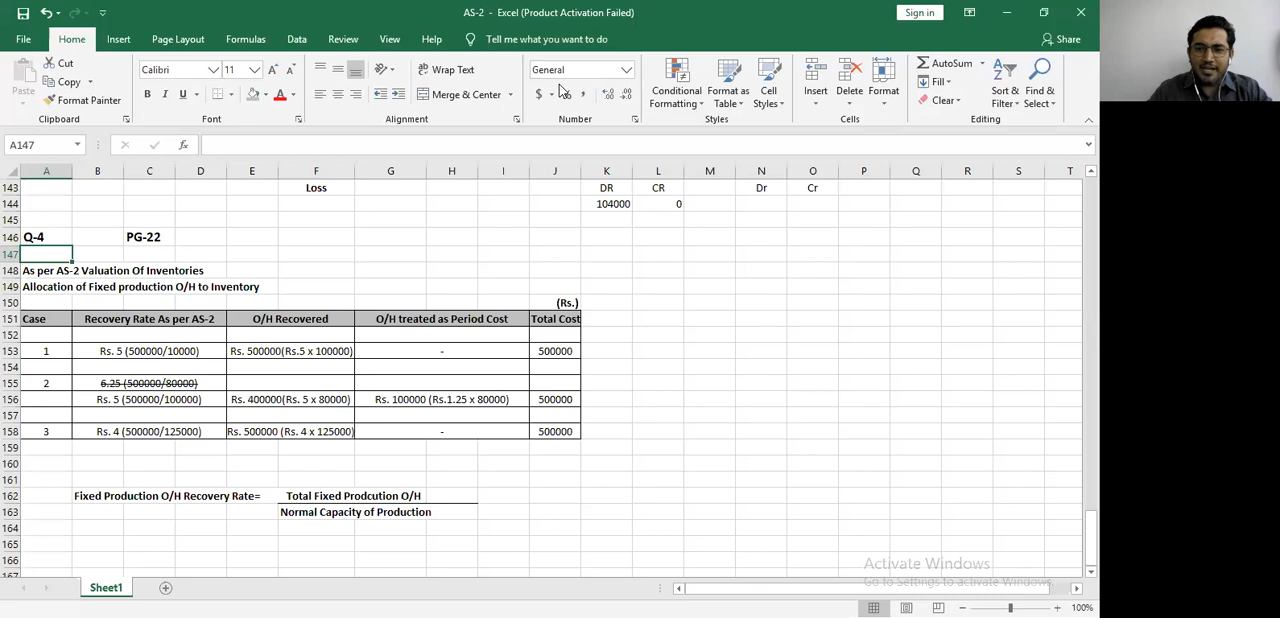 AS-2 - Excel (Product Activation Failed)
Sign in
File Home Insert Page Layout Formulas Data Review View Help Tell me what you want to do Share
Paste Cut Copy Format Painter Clipboard
Calibri 11 B I U A A A Font
Wrap Text Merge & Center Alignment
General $ Number
Conditional Formatting Format as Table Cell Styles Styles
Insert Delete Format Cells
AutoSum Fill Clear Sort & Filter Find & Select Editing
A147 fx
A B C D E F G H I J K L M N O P Q R S T
143 Loss DR CR Dr Cr
144 104000 0
145
146 Q-4 PG-22
147
148 As per AS-2 Valuation Of Inventories
149 Allocation of Fixed production O/H to Inventory
150 (Rs.)
151 Case Recovery Rate As per AS-2 O/H Recovered O/H treated as Period Cost Total Cost
152
153 1 Rs. 5 (500000/10000) Rs. 500000(Rs.5 x 100000) - 500000
154
155 2 6.25 (500000/80000)
156 Rs. 5 (500000/100000) Rs. 400000(Rs. 5 x 80000) Rs. 100000 (Rs.1.25 x 80000) 500000
157
158 3 Rs. 4 (500000/125000) Rs. 500000 (Rs. 4 x 125000) - 500000
159
160
161
162 Fixed Production O/H Recovery Rate= Total Fixed Prodcution O/H
163 Normal Capacity of Production
164
165
166
167
Activate Windows
Go to Settings to activate Windows.
Sheet1
100%